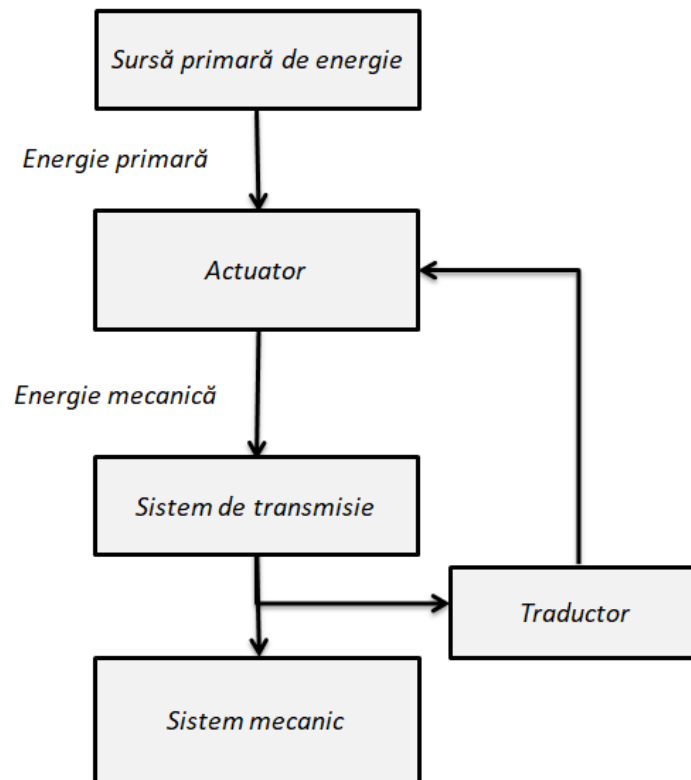 Sursă primară de energie
Energie primară
Actuator
Energie mecanică
Sistem de transmisie
Traductor
Sistem mecanic